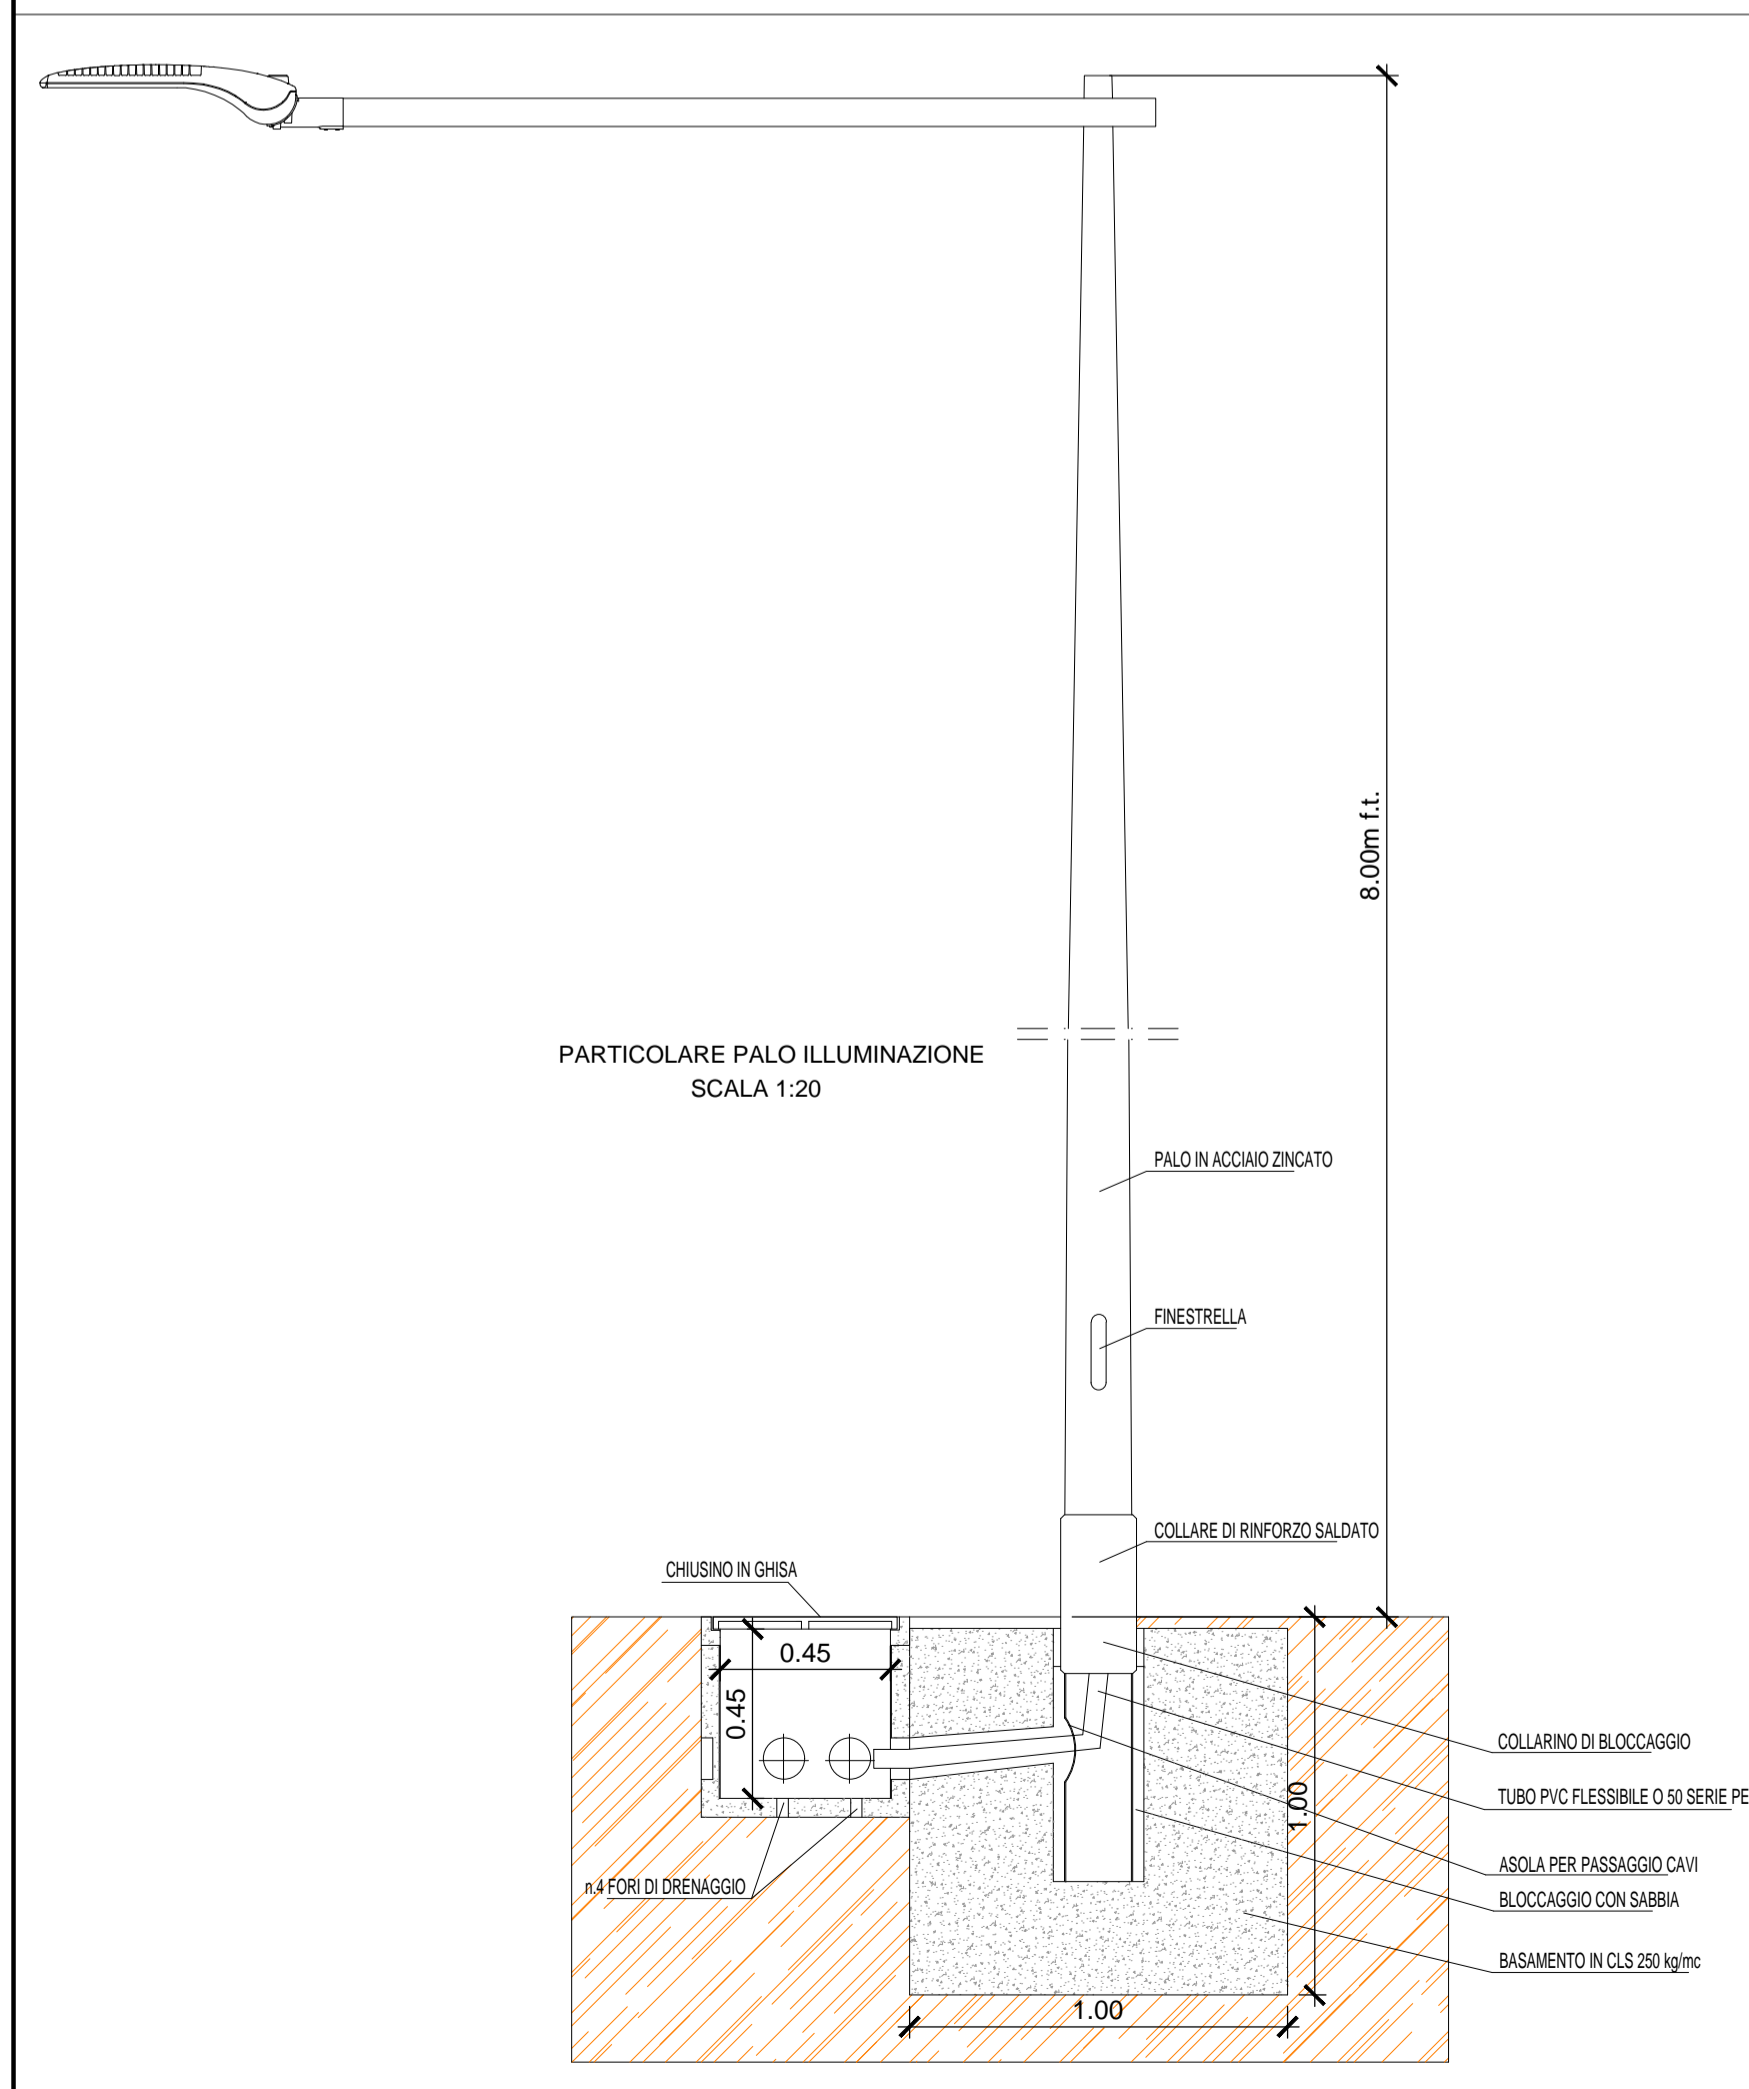 8.00m f.t.
PARTICOLARE PALO ILLUMINAZIONE
SCALA 1:20
PALO IN ACCIAIO ZINCATO
FINESTRELLA
COLLARE DI RINFORZO SALDATO
CHIUSINO IN GHISA
0.45
0.45
COLLARINO DI BLOCCAGGIO
TUBO PVC FLESSIBILE O 50 SERIE PE
1.00
ASOLA PER PASSAGGIO CAVI
n.4 FORI DI DRENAGGIO
BLOCCAGGIO CON SABBIA
BASAMENTO IN CLS 250 kg/mc
1.00